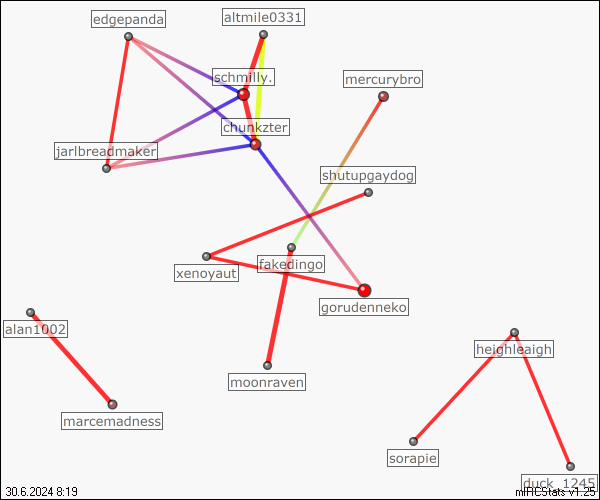 altmile0331
edgepanda
schmilly.
mercurybro
chunkzter
jarlbreadmaker
shutupgaydog
fakedingo
xenoyaut
gorudenneko
alan1002
heighleaigh
moonraven
marcemadness
sorapie
duck_1245
30.6.2024 8:19
mIRCStats v1.25